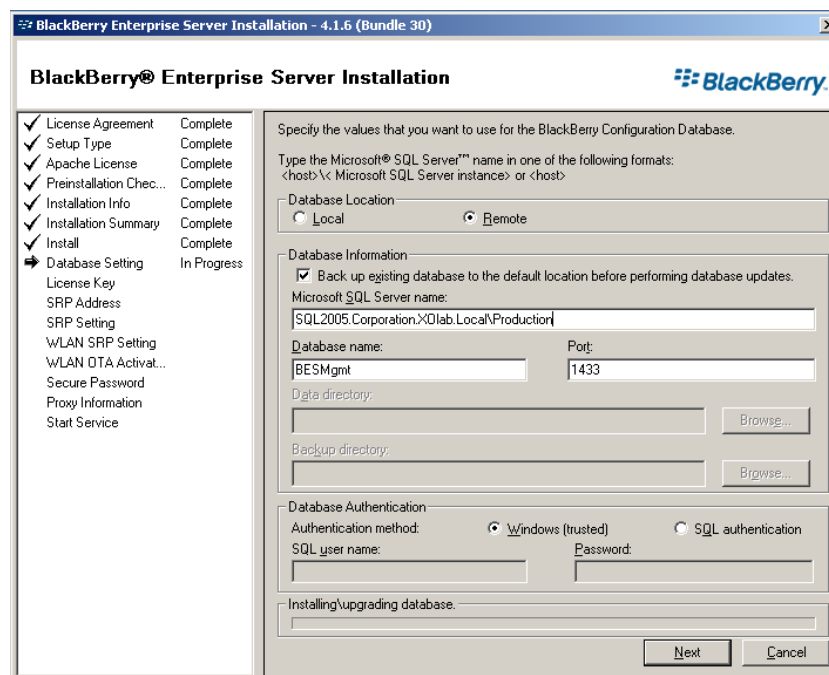 BlackBerry Enterprise Server Installation - 4.1.6 (Bundle 30)
BlackBerry® Enterprise Server Installation
BlackBerry.
License Agreement Complete
Setup Type Complete
Apache License Complete
Preinstallation Chec... Complete
Installation Info Complete
Installation Summary Complete
Install Complete
Database Setting In Progress
License Key
SRP Address
SRP Setting
WLAN SRP Setting
WLAN OTA Activat...
Secure Password
Proxy Information
Start Service
Specify the values that you want to use for the BlackBerry Configuration Database.
Type the Microsoft® SQL Server™ name in one of the following formats:
<host>\< Microsoft SQL Server instance> or <host>
Database Location
Local Remote
Database Information
Back up existing database to the default location before performing database updates.
Microsoft SQL Server name:
SQL2005.Corporation.XOlab.Local\Production
Database name: Port:
BESMgmt 1433
Data directory:
Browse...
Backup directory:
Browse...
Database Authentication
Authentication method: Windows (trusted) SQL authentication
SQL user name: Password:
Installing\upgrading database.
Next Cancel